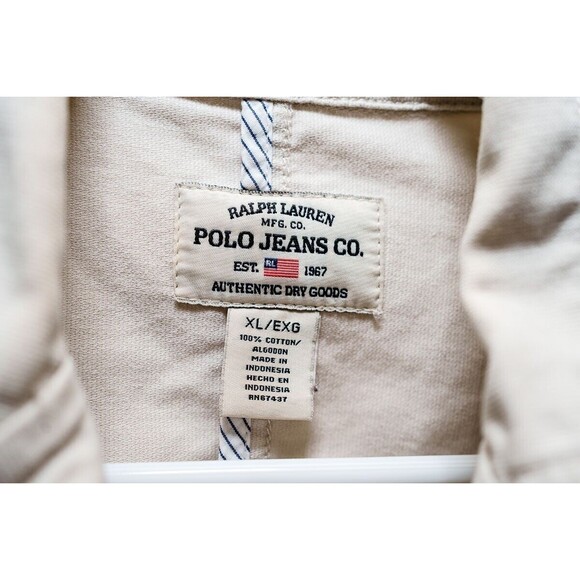 RALPH LAUREN
MFG. CO.
POLO JEANS CO.
EST. RL 1967
AUTHENTIC DRY GOODS
XL/EXG
100% COTTON/
ALGODON
MADE IN
INDONESIA
HECHO EN
INDONESIA
RN67437